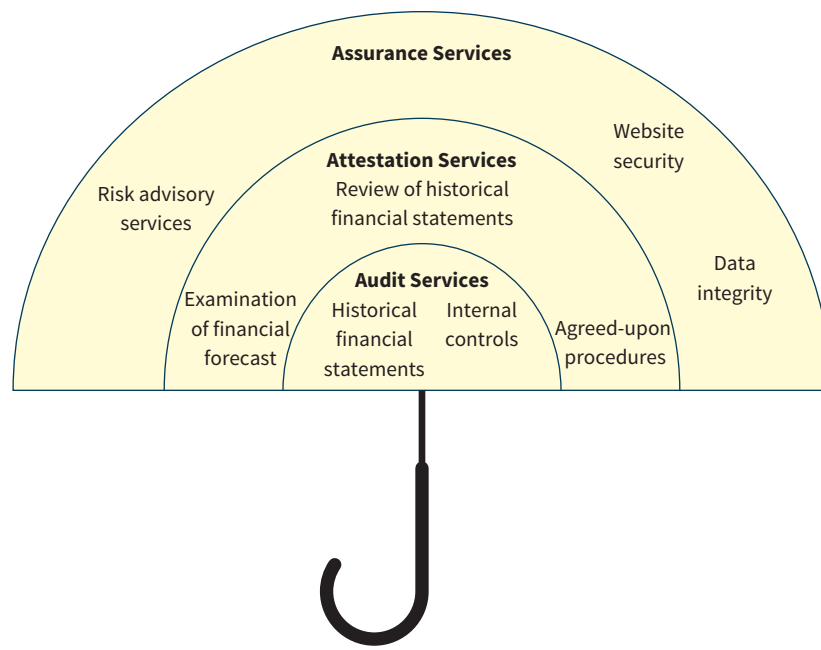 Assurance Services
Website
security
Risk advisory
services
Data
integrity
Attestation Services
Review of historical
financial statements
Examination
of financial
forecast
Agreed-upon
procedures
Audit Services
Historical
financial
statements
Internal
controls